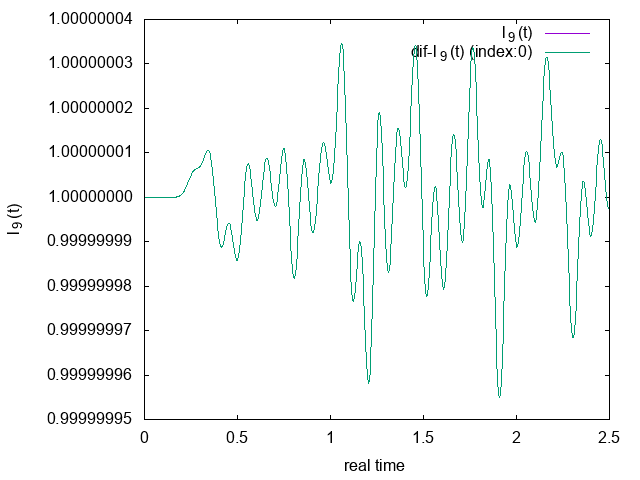 1.00000004
1.00000003
1.00000002
1.00000001
1.00000000
0.99999999
0.99999998
0.99999997
0.99999996
0.99999995
I9(t)
I9(t)
dif-I9(t) (index:0)
0 0.5 1 1.5 2 2.5
real time